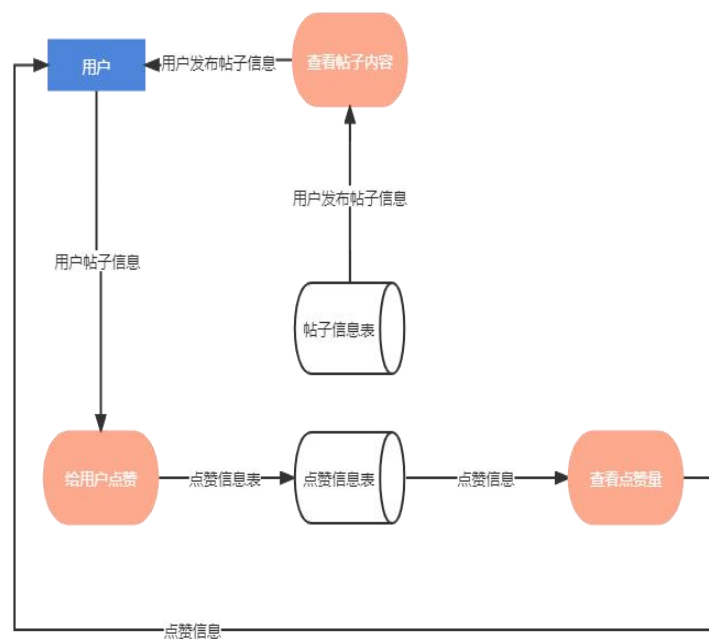 用户
用户发布帖子信息
查看帖子内容
用户发布帖子信息
用户帖子信息
帖子信息表
给用户点赞
点赞信息表
点赞信息表
点赞信息
查看点赞量
点赞信息